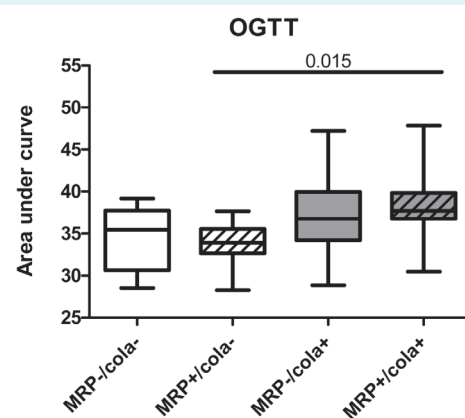 OGTT
0.015
Area under curve
55
50
45
40
35
30
25
MRP-/cola-
MRP+/cola-
MRP-/cola+
MRP+/cola+